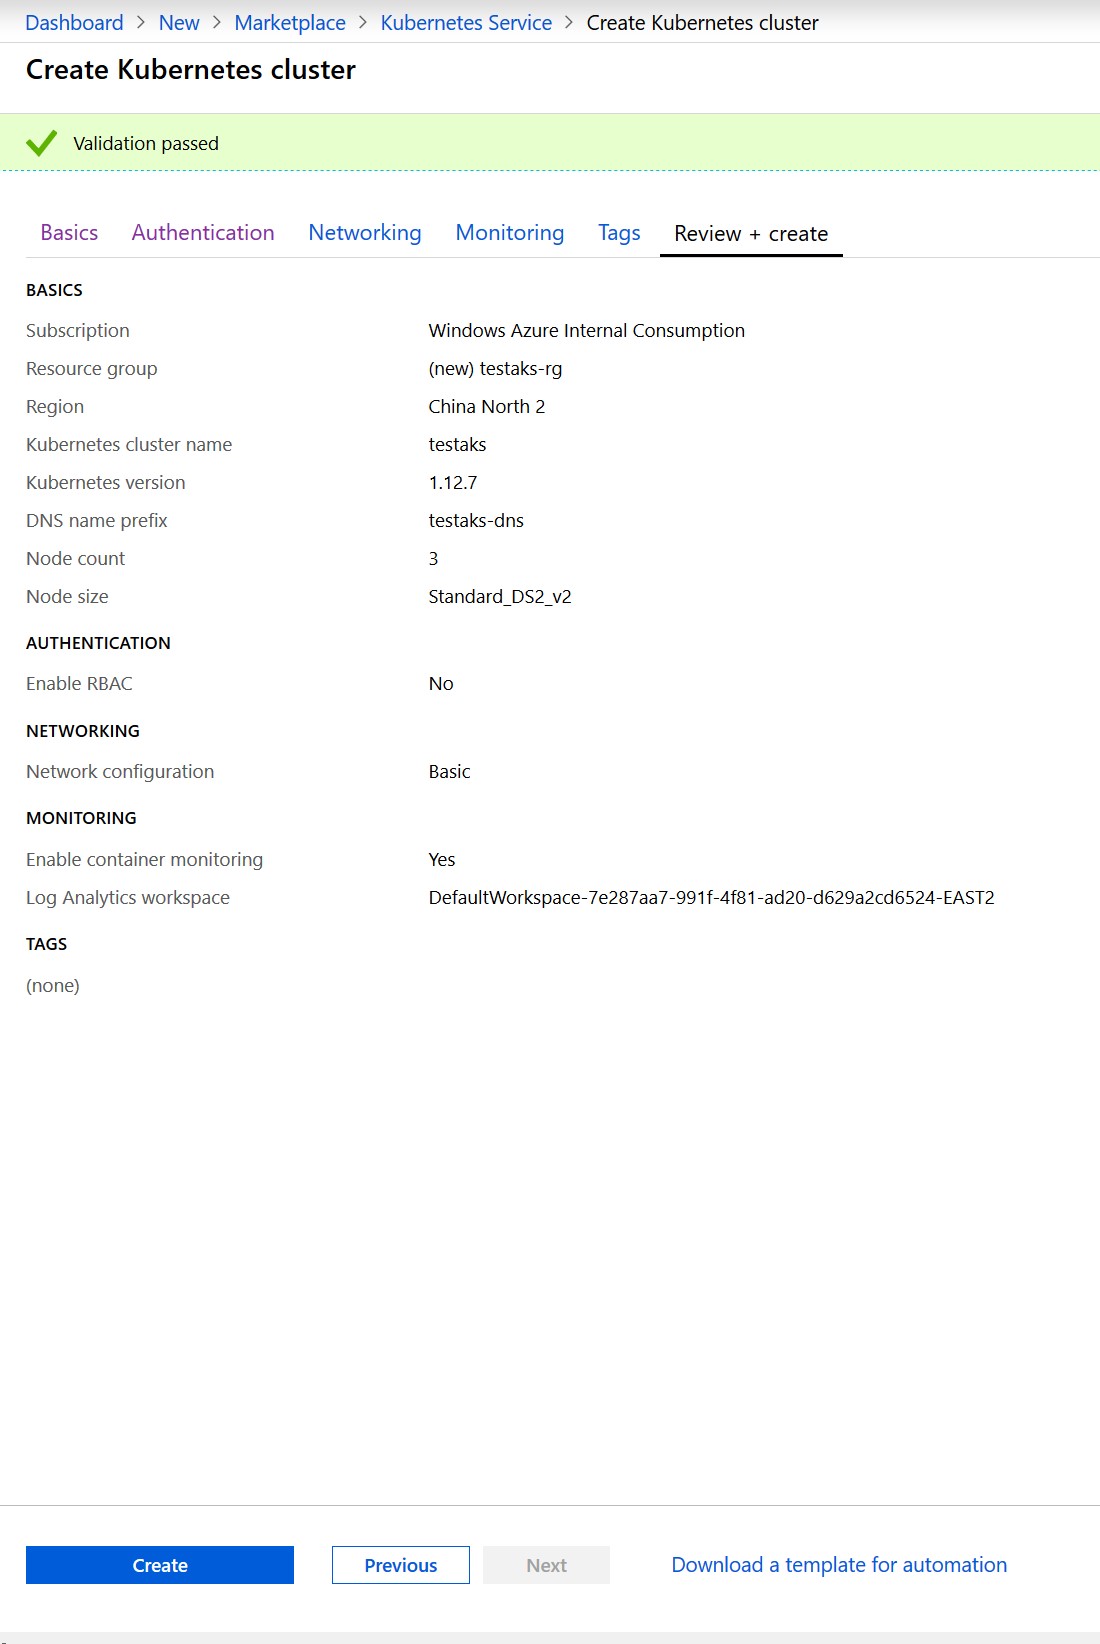 Dashboard > New > Marketplace > Kubernetes Service > Create Kubernetes cluster
Create Kubernetes cluster
Validation passed
Basics Authentication Networking Monitoring Tags Review + create
BASICS
Subscription Windows Azure Internal Consumption
Resource group (new) testaks-rg
Region China North 2
Kubernetes cluster name testaks
Kubernetes version 1.12.7
DNS name prefix testaks-dns
Node count 3
Node size Standard_DS2_v2
AUTHENTICATION
Enable RBAC No
NETWORKING
Network configuration Basic
MONITORING
Enable container monitoring Yes
Log Analytics workspace DefaultWorkspace-7e287aa7-991f-4f81-ad20-d629a2cd6524-EAST2
TAGS
(none)
Create Previous Next Download a template for automation